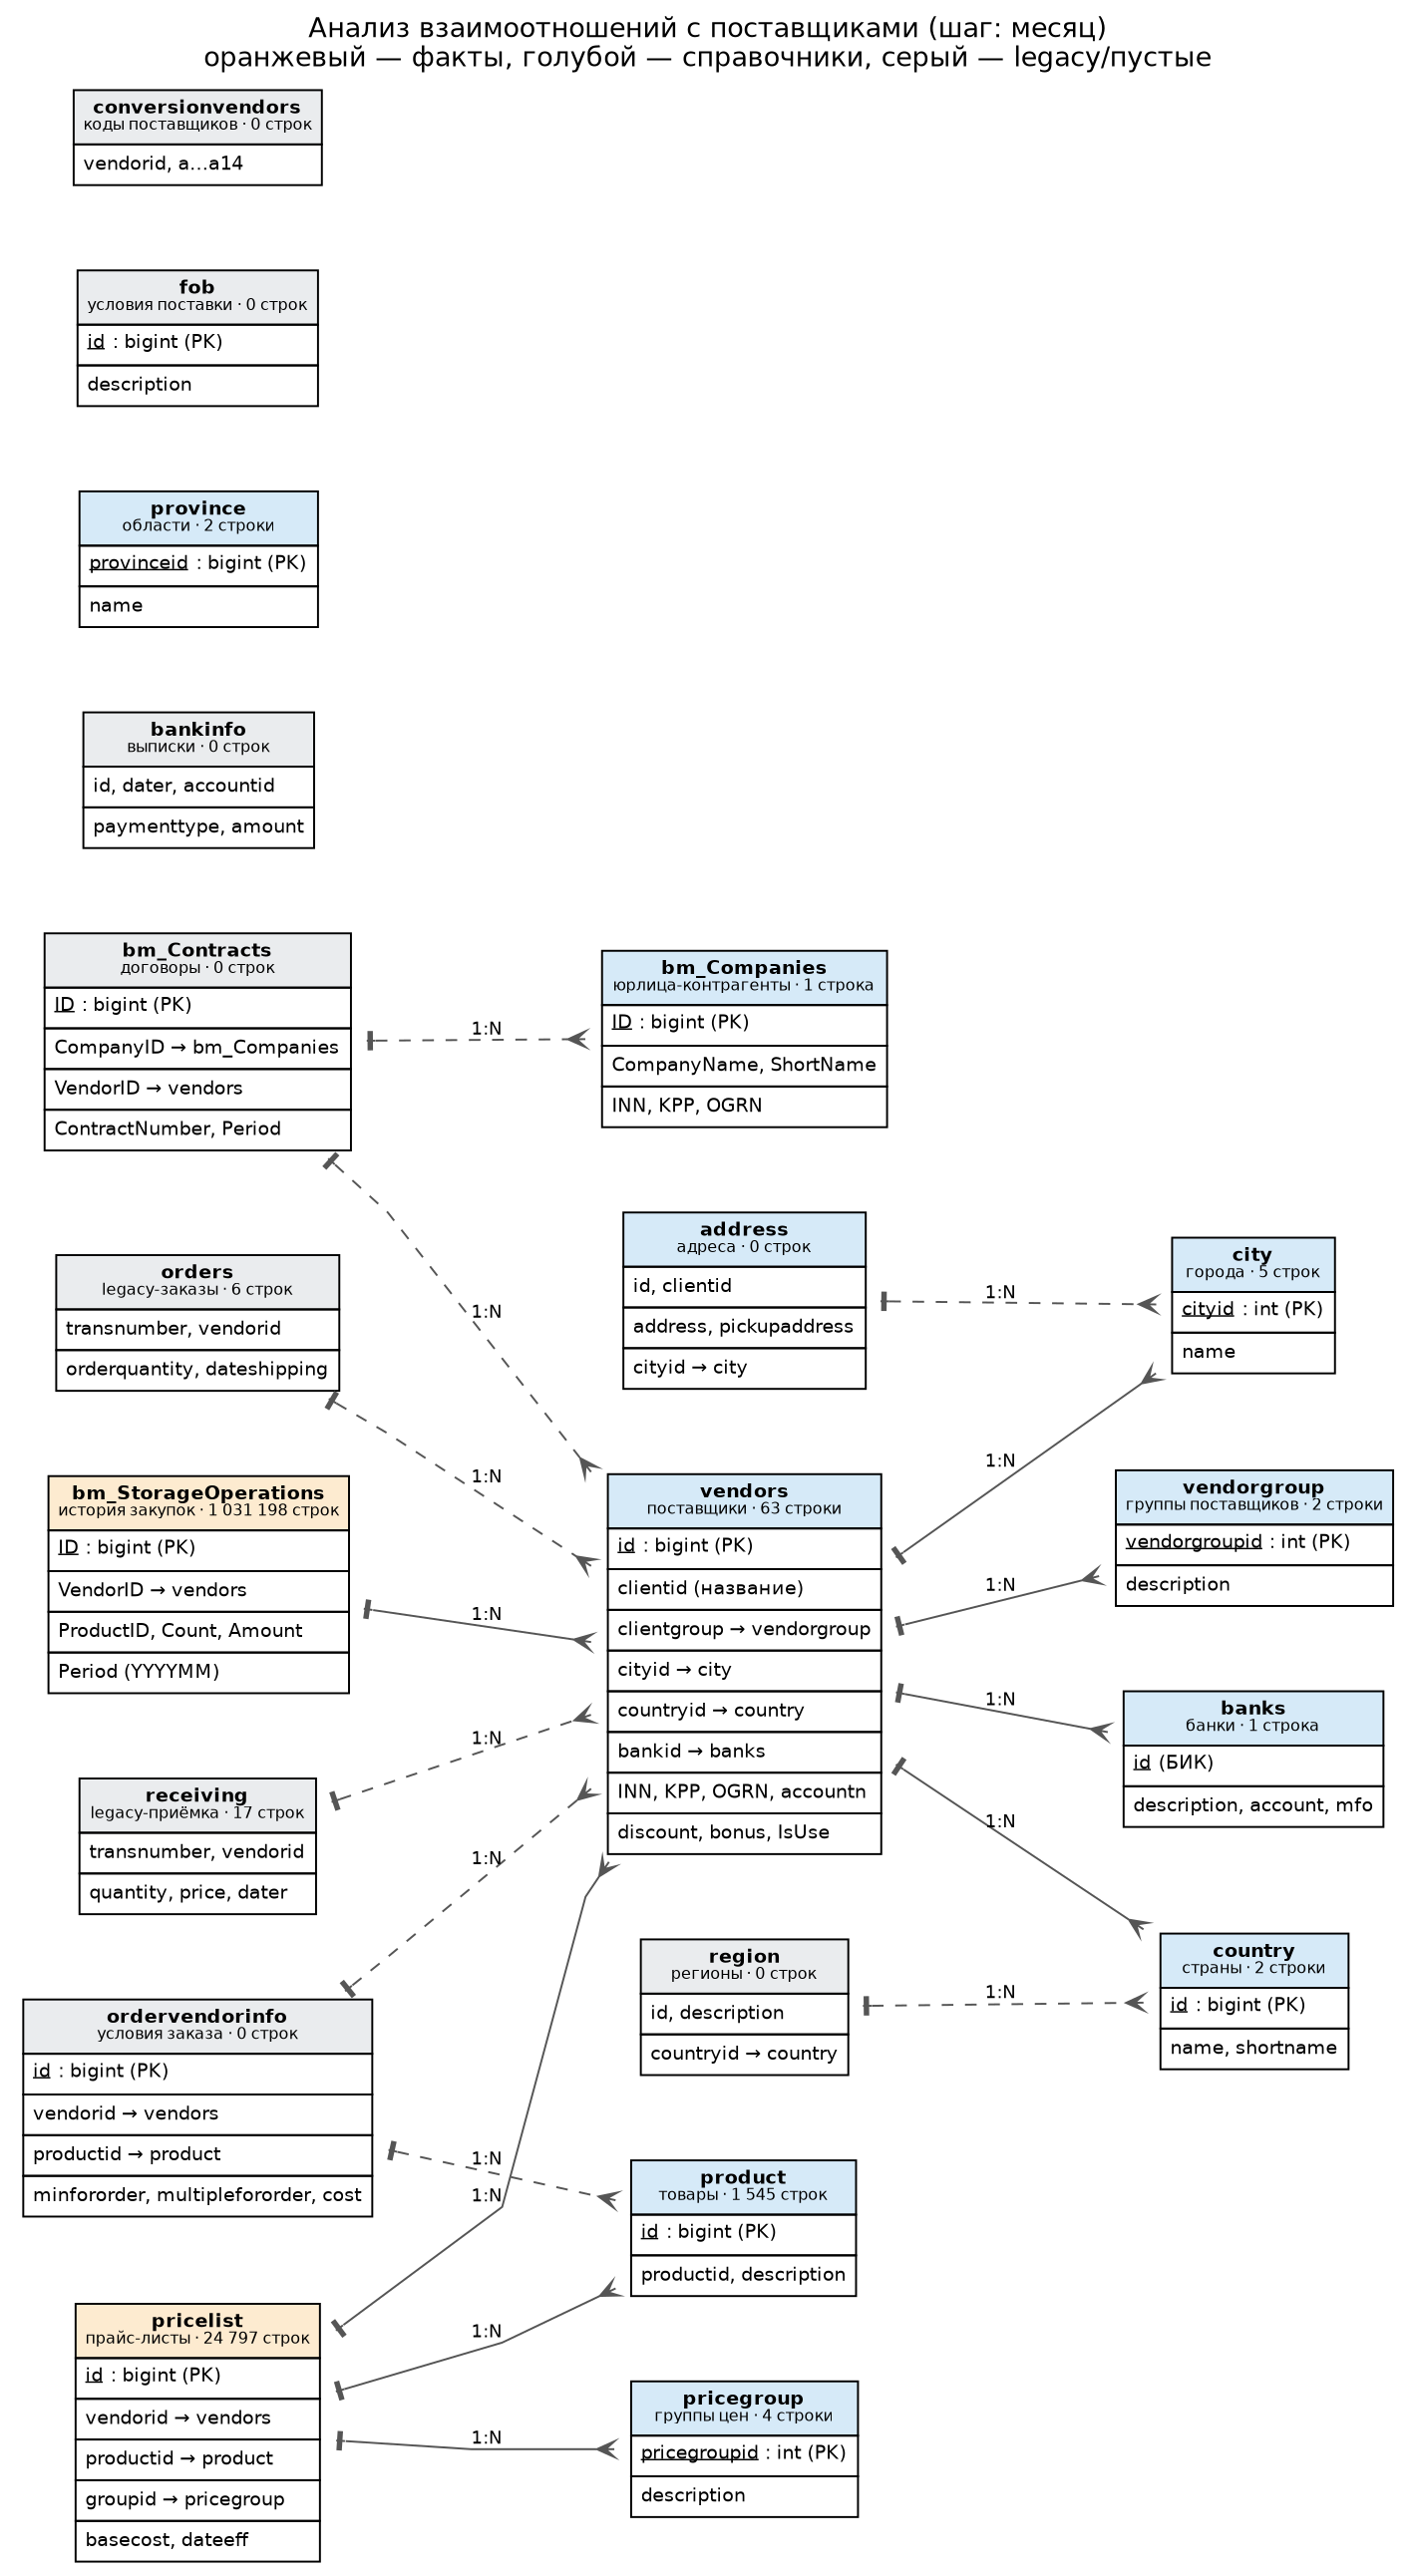 Анализ взаимоотношений с поставщиками (шаг: месяц)
оранжевый — факты, голубой — справочники, серый — legacy/пустые
conversionvendors
коды поставщиков · 0 строк
vendorid, a...a14
fob
условия поставки · 0 строк
id : bigint (PK)
description
province
области · 2 строки
provinceid : bigint (PK)
name
bankinfo
выписки · 0 строк
id, dater, accountid
paymenttype, amount
bm_Contracts
договоры · 0 строк
ID : bigint (PK)
CompanyID → bm_Companies
VendorID → vendors
ContractNumber, Period
1:N
bm_Companies
юрлица-контрагенты · 1 строка
ID : bigint (PK)
CompanyName, ShortName
INN, KPP, OGRN
1:N
orders
legacy-заказы · 6 строк
transnumber, vendorid
orderquantity, dateshipping
1:N
address
адреса · 0 строк
id, clientid
address, pickupaddress
cityid → city
1:N
city
города · 5 строк
cityid : int (PK)
name
bm_StorageOperations
история закупок · 1 031 198 строк
ID : bigint (PK)
VendorID → vendors
ProductID, Count, Amount
Period (YYYYMM)
1:N
vendors
поставщики · 63 строки
id : bigint (PK)
clientid (название)
clientgroup → vendorgroup
cityid → city
countryid → country
bankid → banks
INN, KPP, OGRN, accountn
discount, bonus, IsUse
1:N
1:N
1:N
1:N
vendorgroup
группы поставщиков · 2 строки
vendorgroupid : int (PK)
description
banks
банки · 1 строка
id (БИК)
description, account, mfo
receiving
legacy-приёмка · 17 строк
transnumber, vendorid
quantity, price, dater
1:N
1:N
region
регионы · 0 строк
id, description
countryid → country
1:N
country
страны · 2 строки
id : bigint (PK)
name, shortname
ordervendorinfo
условия заказа · 0 строк
id : bigint (PK)
vendorid → vendors
productid → product
minfororder, multiplefororder, cost
1:N
1:N
product
товары · 1 545 строк
id : bigint (PK)
productid, description
pricelist
прайс-листы · 24 797 строк
id : bigint (PK)
vendorid → vendors
productid → product
groupid → pricegroup
basecost, dateeff
1:N
1:N
pricegroup
группы цен · 4 строки
pricegroupid : int (PK)
description